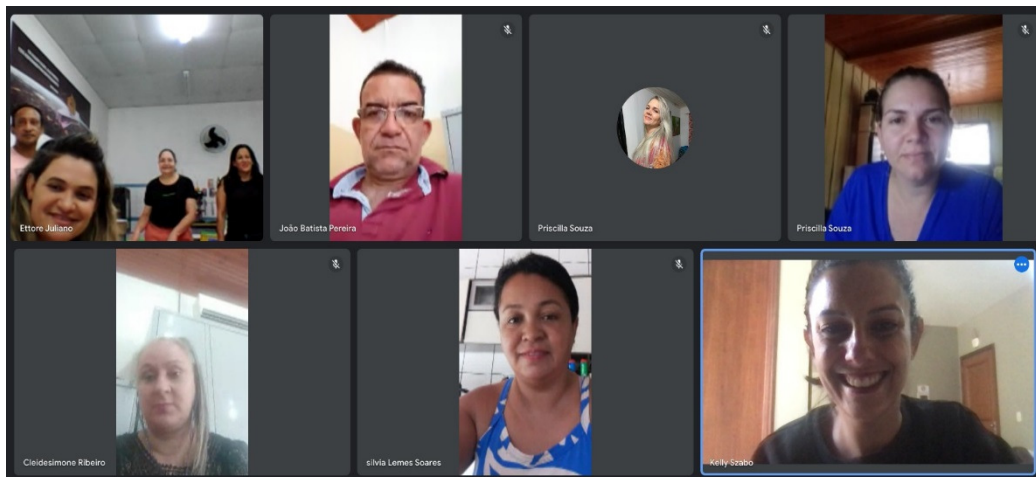 Ettore Juliano
João Batista Pereira
Priscilla Souza
Priscilla Souza
Cleidesimone Ribeiro
silvia Lemes Soares
Kelly Szabo